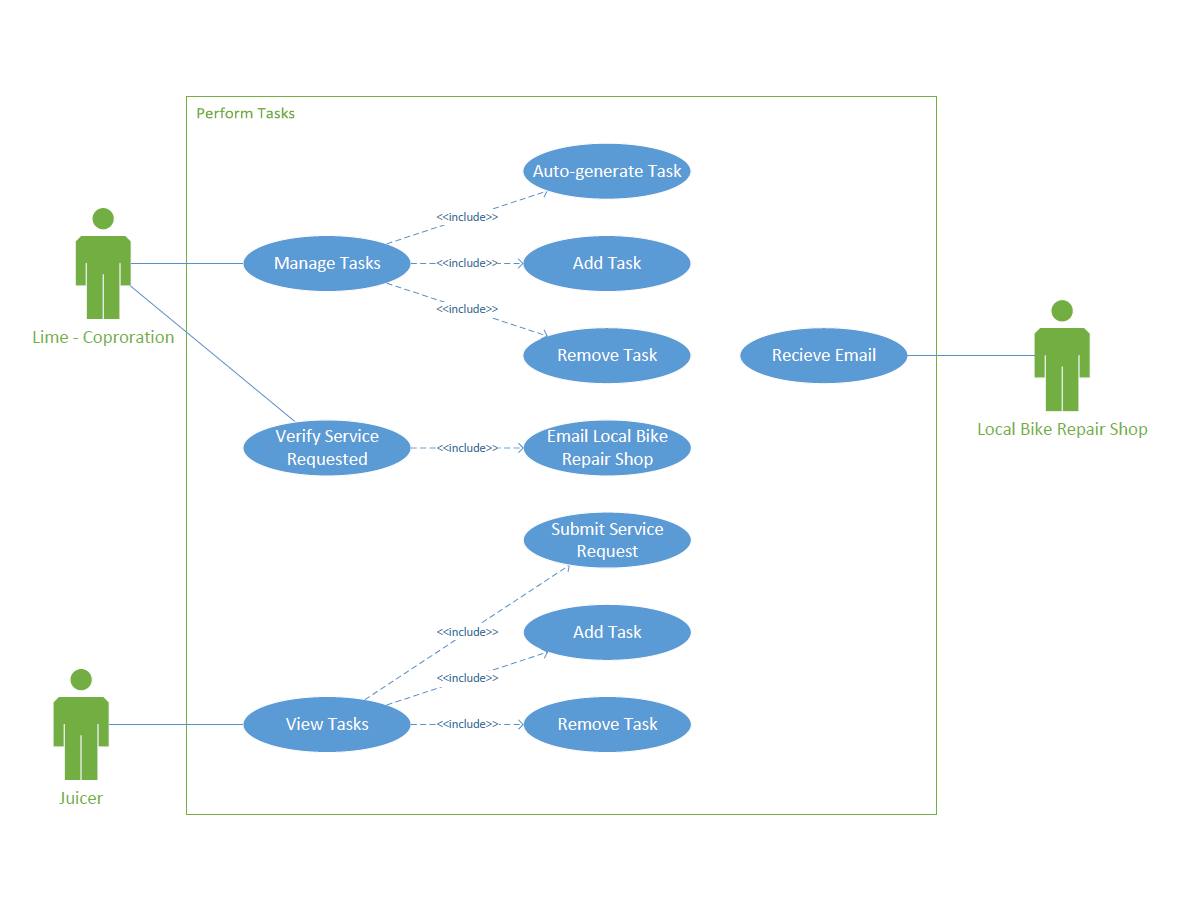 Perform Tasks
Auto-generate Task
<<include>>
Manage Tasks
<<include>>
Add Task
<<include>>
Lime - Coproration
Remove Task
Recieve Email
Local Bike Repair Shop
Verify Service
Requested
<<include>>
Email Local Bike
Repair Shop
Submit Service
Request
<<include>>
Add Task
<<include>>
View Tasks
<<include>>
Remove Task
Juicer